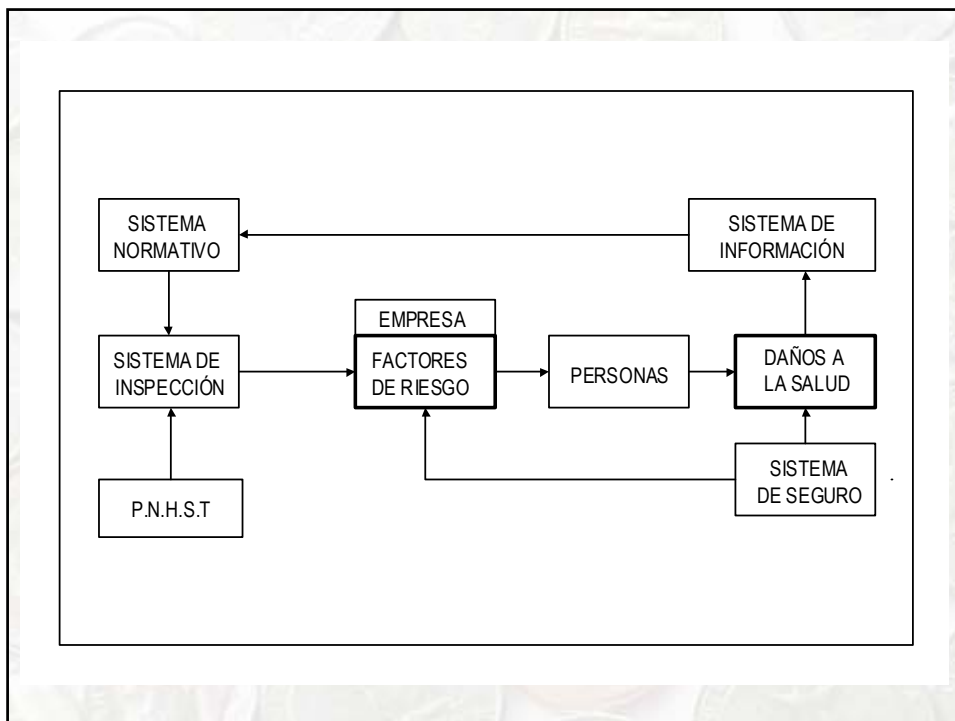 SISTEMA
NORMATIVO
SISTEMA DE
INFORMACIÓN
EMPRESA
SISTEMA DE
INSPECCIÓN
FACTORES
DE RIESGO
PERSONAS
DAÑOS A
LA SALUD
P.N.H.S.T
SISTEMA
DE SEGURO
.